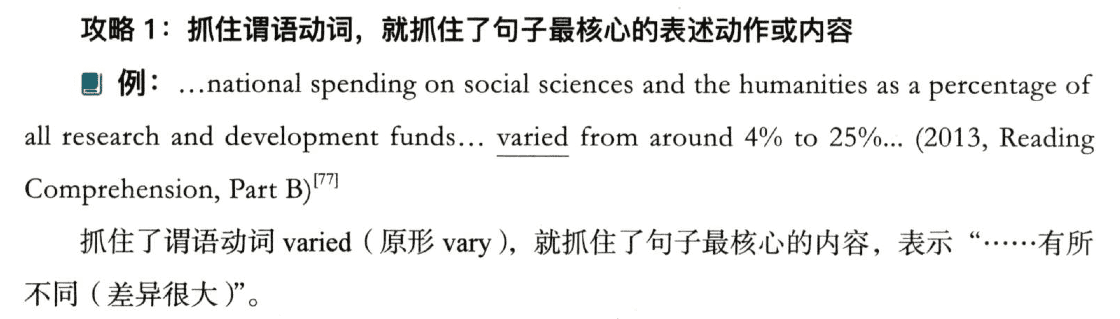 攻略 1：抓住谓语动词，就抓住了句子最核心的表述动作或内容
例：…national spending on social sciences and the humanities as a percentage of
all research and development funds… varied from around 4% to 25%... (2013, Reading
Comprehension, Part B)[77]
抓住了谓语动词 varied（原形 vary），就抓住了句子最核心的内容，表示“……有所
不同（差异很大）”。